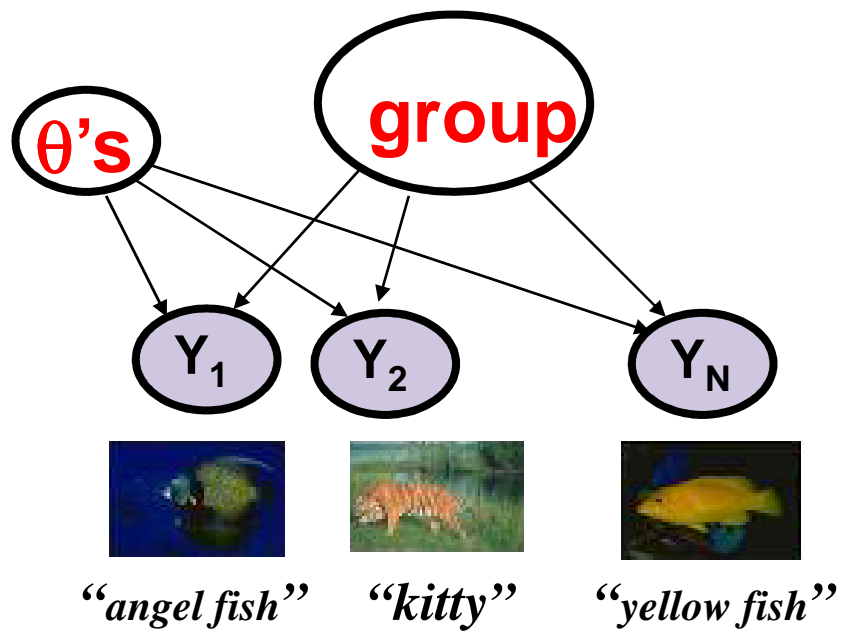 group
θ's
Y1 Y2 YN
“angel fish” “kitty” “yellow fish”